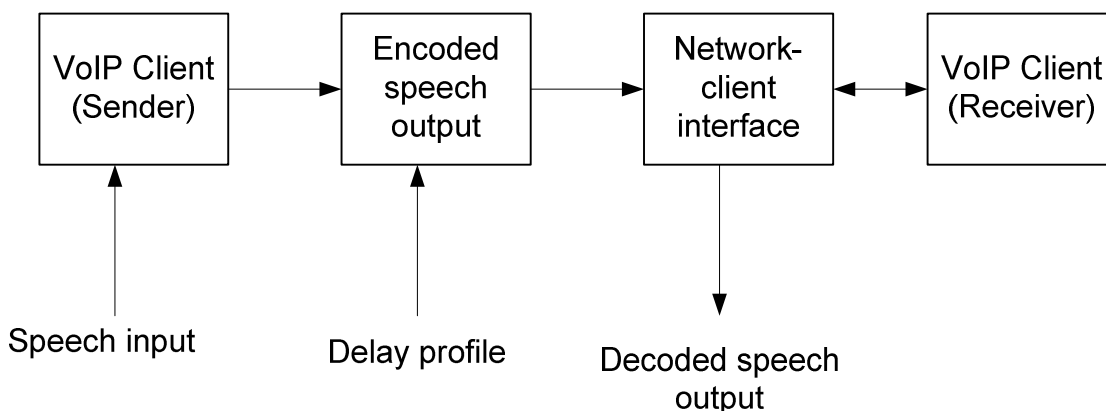 VoIP Client
(Sender)
Encoded
speech
output
Network-
client
interface
VoIP Client
(Receiver)
Speech input
Delay profile
Decoded speech
output